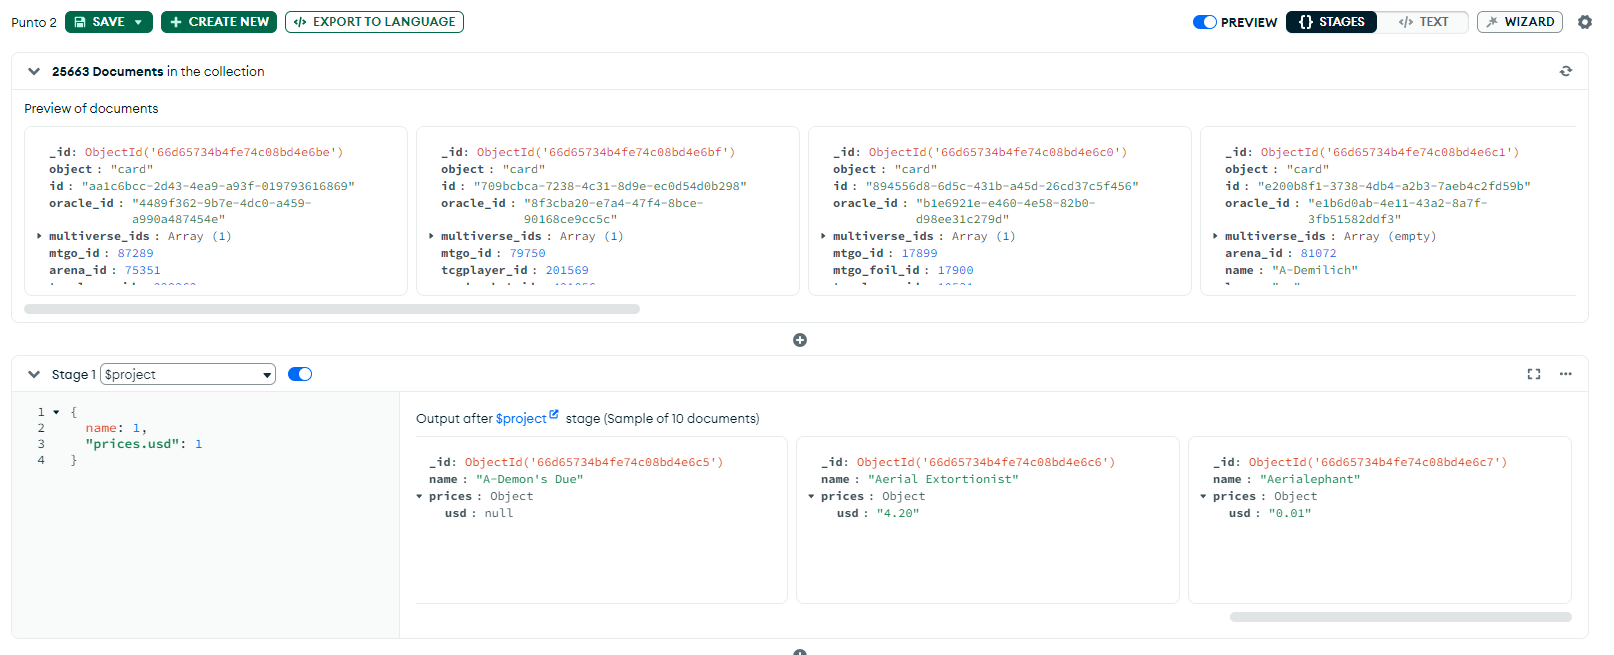 Punto 2 SAVE CREATE NEW EXPORT TO LANGUAGE PREVIEW STAGES TEXT WIZARD
25663 Documents in the collection
Preview of documents
_id: ObjectId('66d65734b4fe74c08bd4e6be')
object : "card"
id : "aa1c6bcc-2d43-4ea9-a93f-019793616869"
oracle_id : "4489f362-9b7e-4dc0-a459-
a990a487454e"
multiverse_ids : Array (1)
mtgo_id : 87289
arena_id : 75351
_id: ObjectId('66d65734b4fe74c08bd4e6bf')
object : "card"
id : "709bcbca-7238-4c31-8d9e-ec0d54d0b298"
oracle_id : "8f3cba20-e7a4-47f4-8bce-
90168ce9cc5c"
multiverse_ids : Array (1)
mtgo_id : 79750
tcgplayer_id : 201569
_id: ObjectId('66d65734b4fe74c08bd4e6c0')
object : "card"
id : "894556d8-6d5c-431b-a45d-26cd37c5f456"
oracle_id : "b1e6921e-e460-4e58-82b0-
d98ee31c279d"
multiverse_ids : Array (1)
mtgo_id : 17899
mtgo_foil_id : 17900
_id: ObjectId('66d65734b4fe74c08bd4e6c1')
object : "card"
id : "e200b8f1-3738-4db4-a2b3-7aeb4c2fd59b"
oracle_id : "e1b6d0ab-4e11-43a2-8a7f-
3fb51582ddf3"
multiverse_ids : Array (empty)
arena_id : 81072
name : "A-Demilich"
Stage 1 $project
1 {
2 name: 1,
3 "prices.usd": 1
4 }
Output after $project stage (Sample of 10 documents)
_id: ObjectId('66d65734b4fe74c08bd4e6c5')
name : "A-Demon's Due"
prices : Object
usd : null
_id: ObjectId('66d65734b4fe74c08bd4e6c6')
name : "Aerial Extortionist"
prices : Object
usd : "4.20"
_id: ObjectId('66d65734b4fe74c08bd4e6c7')
name : "Aerialephant"
prices : Object
usd : "0.01"